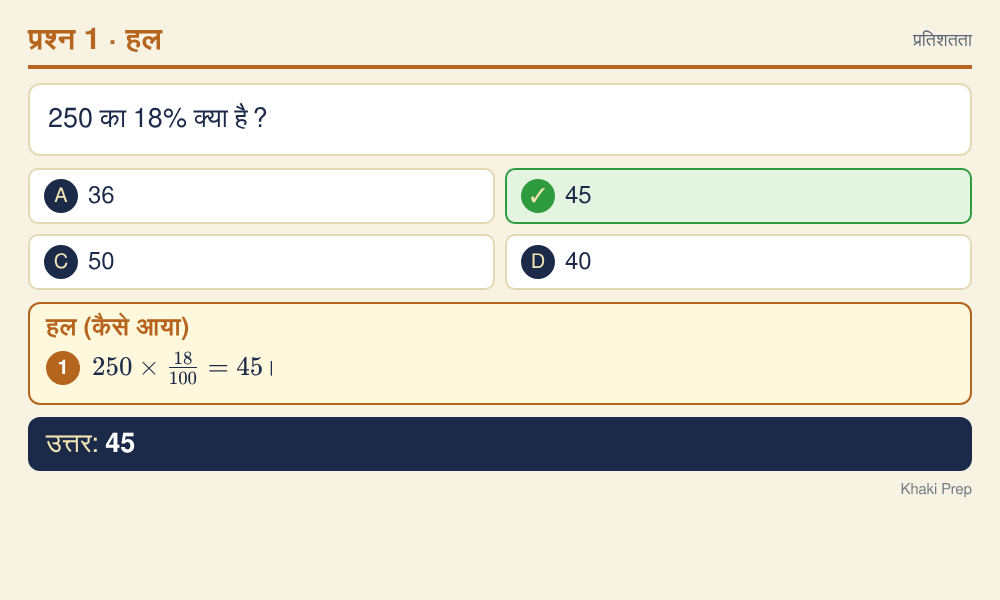 प्रश्न 1 · हल
प्रतिशतता
250 का 18% क्या है ?
A 36
✓ 45
C 50
D 40
हल (कैसे आया)
1 250 × 18/100 = 45।
उत्तर: 45
Khaki Prep